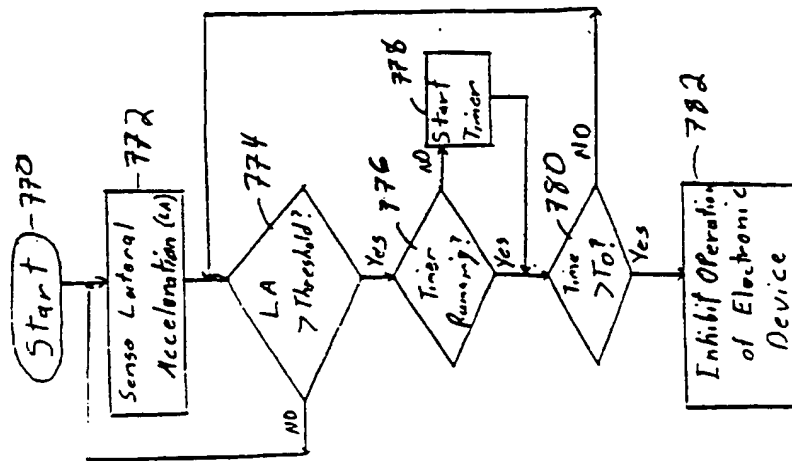 Start
770
Sense Lateral
Acceleration (LA)
772
LA
> Threshold?
774
NO
Yes
Timer
Running?
776
NO
Start
Timer
778
Yes
Time
> To?
780
NO
Yes
Inhibit Operation
of Electronic
Device
782